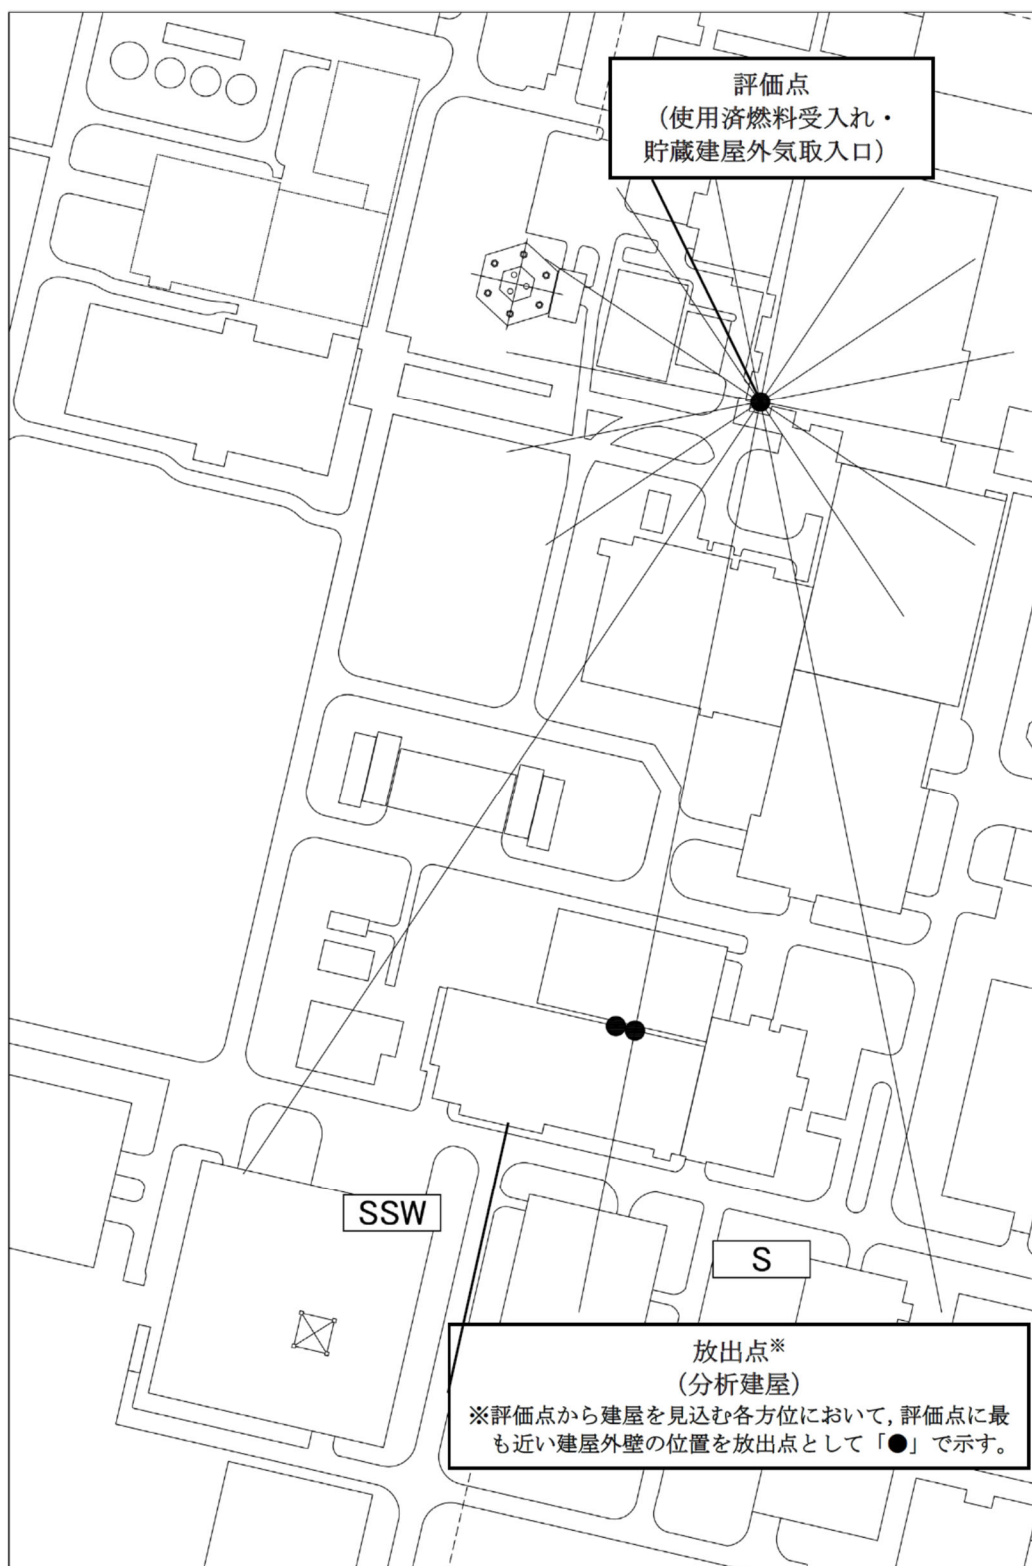 評価点
(使用済燃料受入れ・
貯蔵建屋外気取入口)
SSW
S
放出点※
(分析建屋)
※評価点から建屋を見込む各方位において,評価点に最
も近い建屋外壁の位置を放出点として「●」で示す。